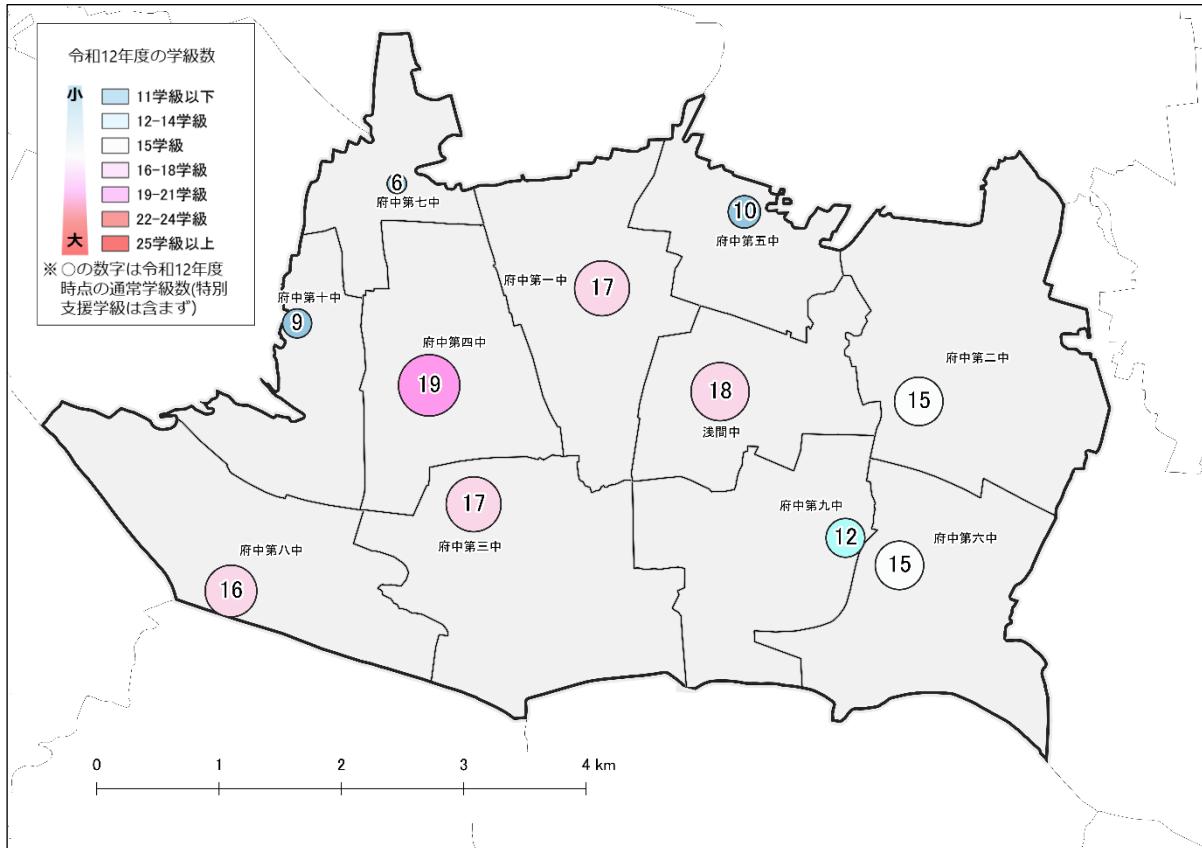 令和12年度の学級数
小
11学級以下
12-14学級
15学級
16-18学級
19-21学級
22-24学級
25学級以上
大
※○の数字は令和12年度
時点の通常学級数(特別
支援学級は含まず)
6
府中第七中
10
府中第五中
府中第一中
17
府中第十中
9
府中第四中
19
18
浅間中
府中第二中
15
17
府中第三中
府中第九中
12
府中第六中
15
府中第八中
16
0 1 2 3 4 km